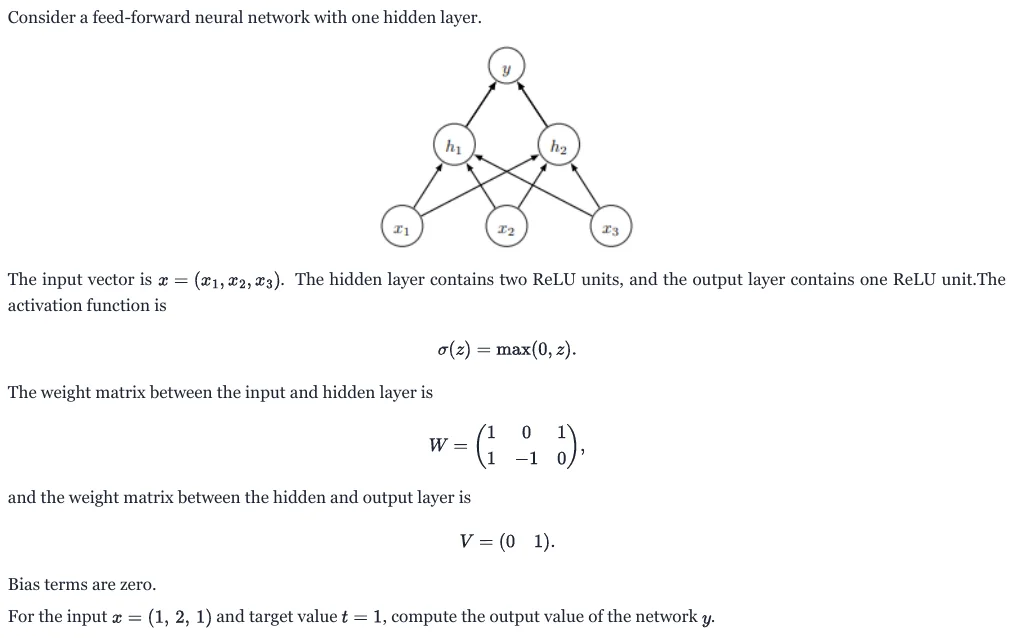 Consider a feed-forward neural network with one hidden layer.
y
h₁ h₂
x₁ x₂ x₃
The input vector is x = (x₁, x₂, x₃). The hidden layer contains two ReLU units, and the output layer contains one ReLU unit.The
activation function is
σ(z) = max(0, z).
The weight matrix between the input and hidden layer is
W = (1 0 1
1 −1 0),
and the weight matrix between the hidden and output layer is
V = (0 1).
Bias terms are zero.
For the input x = (1, 2, 1) and target value t = 1, compute the output value of the network y.